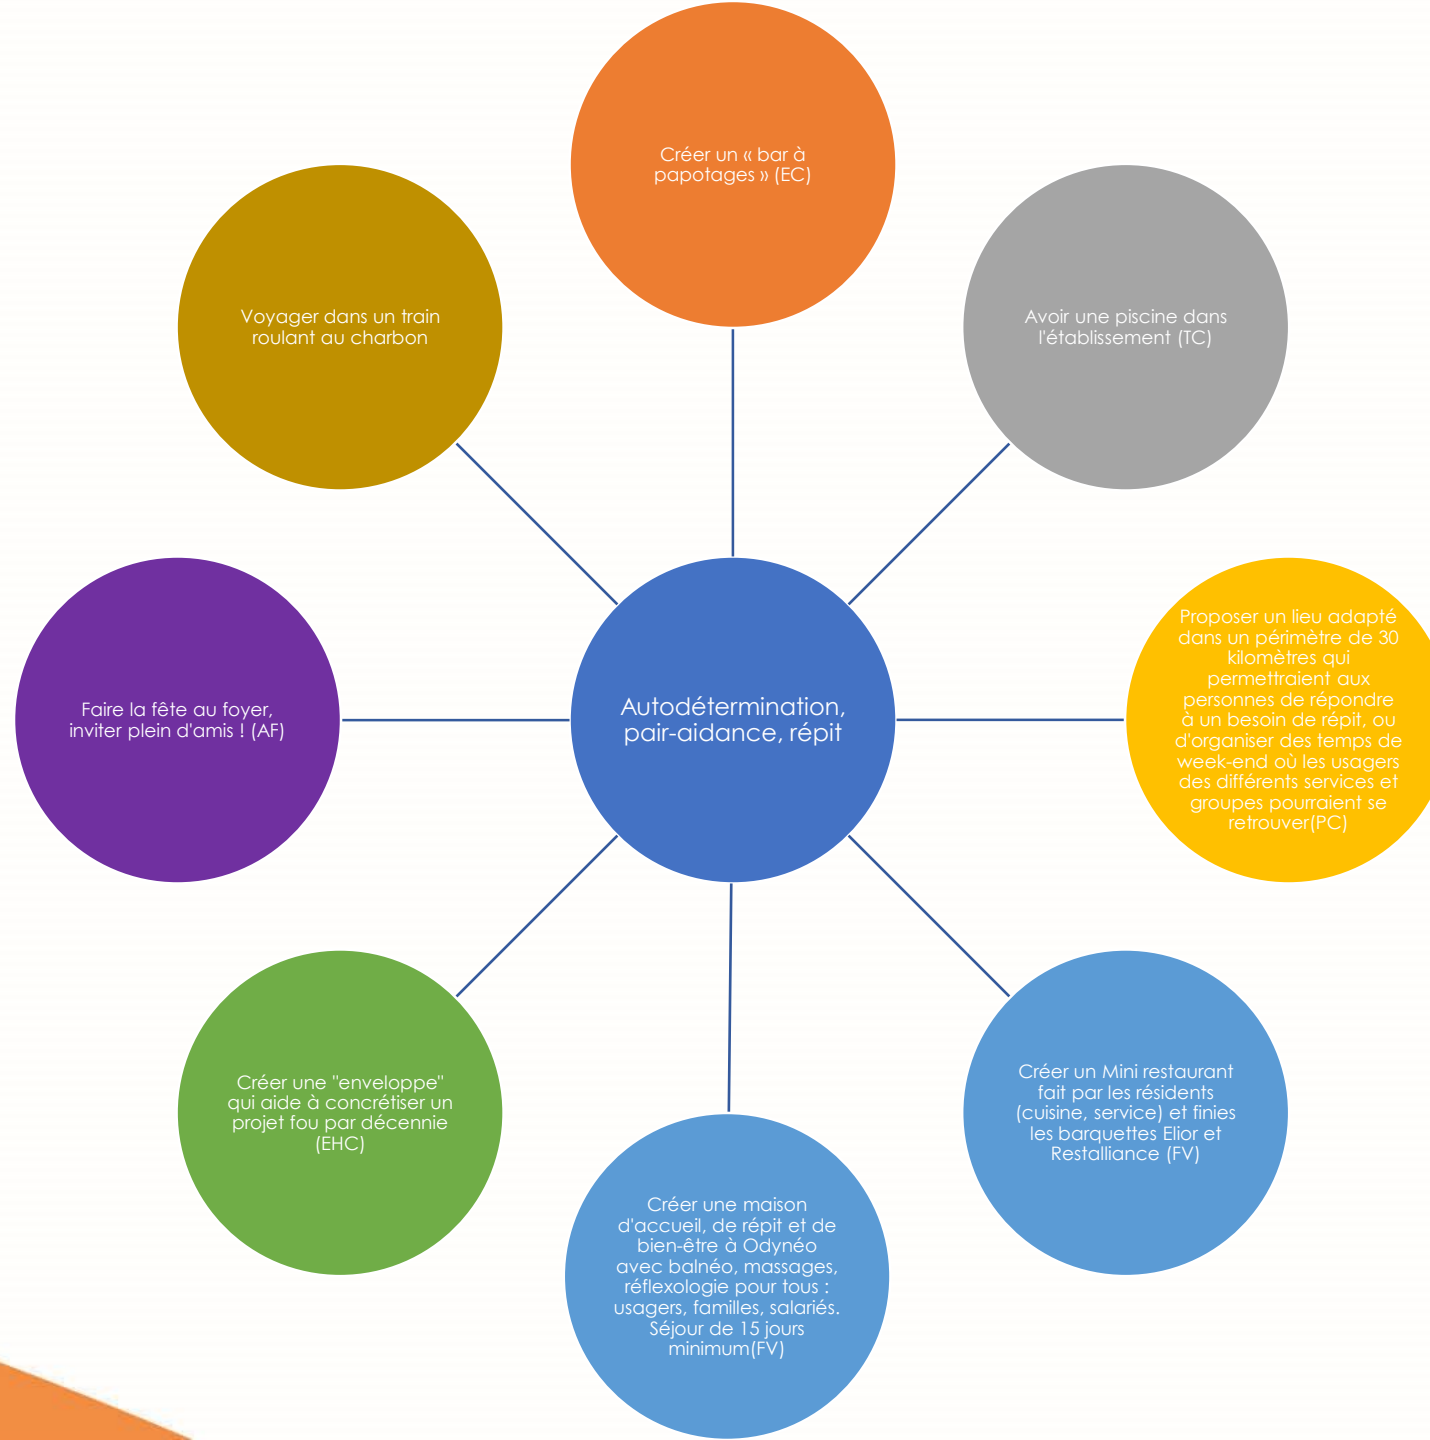 Créer un « bar à
papotages » (EC)
Avoir une piscine dans
l'établissement (TC)
Proposer un lieu adapté
dans un périmètre de 30
kilomètres qui
permettraient aux
personnes de répondre
à un besoin de répit, ou
d'organiser des temps de
week-end où les usagers
des différents services et
groupes pourraient se
retrouver(PC)
Créer un Mini restaurant
fait par les résidents
(cuisine, service) et finies
les barquettes Elior et
Restalliance (FV)
Créer une maison
d'accueil, de répit et de
bien-être à Odynéo
avec balnéo, massages,
réflexologie pour tous :
usagers, familles, salariés.
Séjour de 15 jours
minimum(FV)
Créer une "enveloppe"
qui aide à concrétiser un
projet fou par décennie
(EHC)
Faire la fête au foyer,
inviter plein d'amis ! (AF)
Voyager dans un train
roulant au charbon
Autodétermination,
pair-aidance, répit